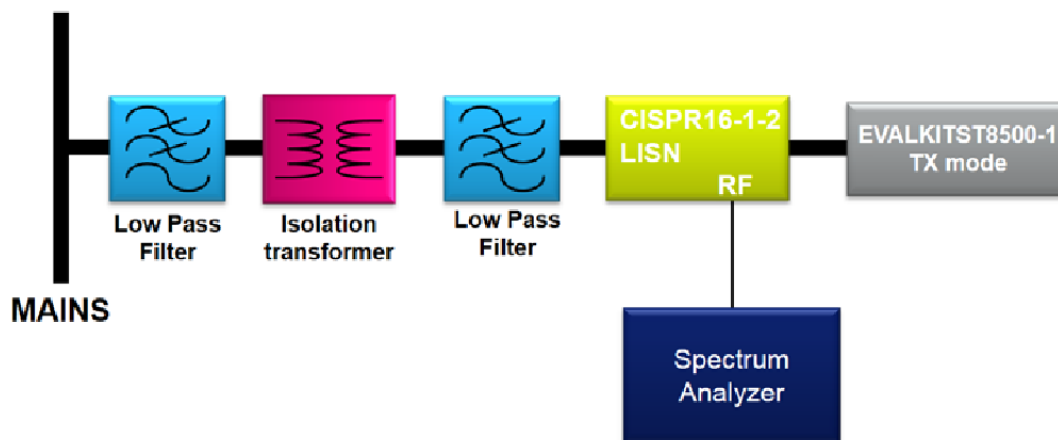 MAINS
Low Pass
Filter
Isolation
transformer
Low Pass
Filter
CISPR16-1-2
LISN
RF
EVALKITST8500-1
TX mode
Spectrum
Analyzer